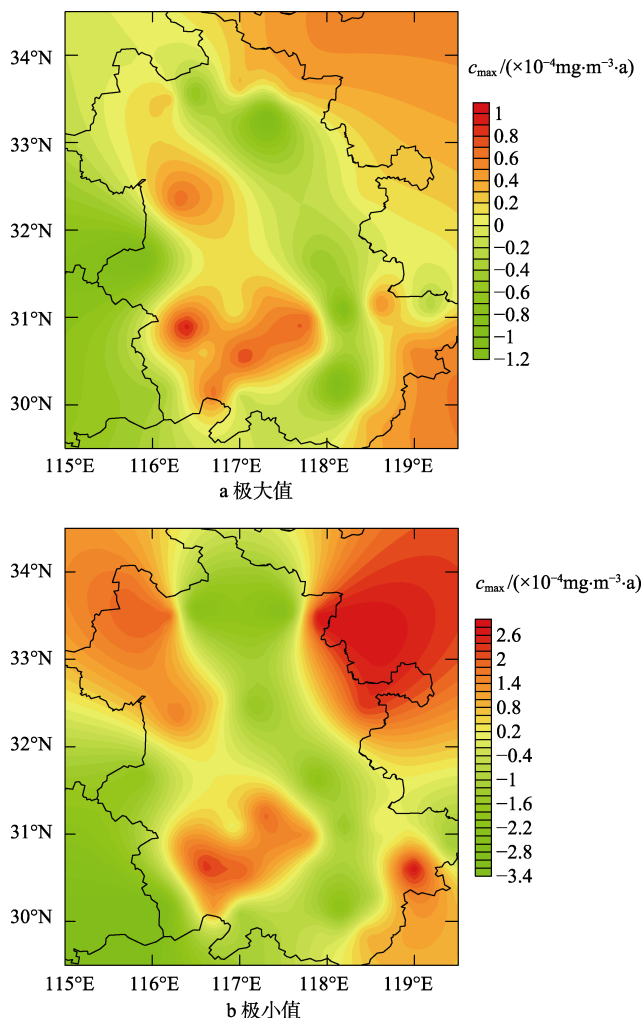 34°N
33°N
32°N
31°N
30°N
115°E 116°E 117°E 118°E 119°E
c_max/(×10⁻⁴mg·m⁻³·a)
1
0.8
0.6
0.4
0.2
0
−0.2
−0.4
−0.6
−0.8
−1
−1.2
a 极大值
34°N
33°N
32°N
31°N
30°N
115°E 116°E 117°E 118°E 119°E
c_max/(×10⁻⁴mg·m⁻³·a)
2.6
2
1.4
0.8
0.2
−0.4
−1
−1.6
−2.2
−2.8
−3.4
b 极小值